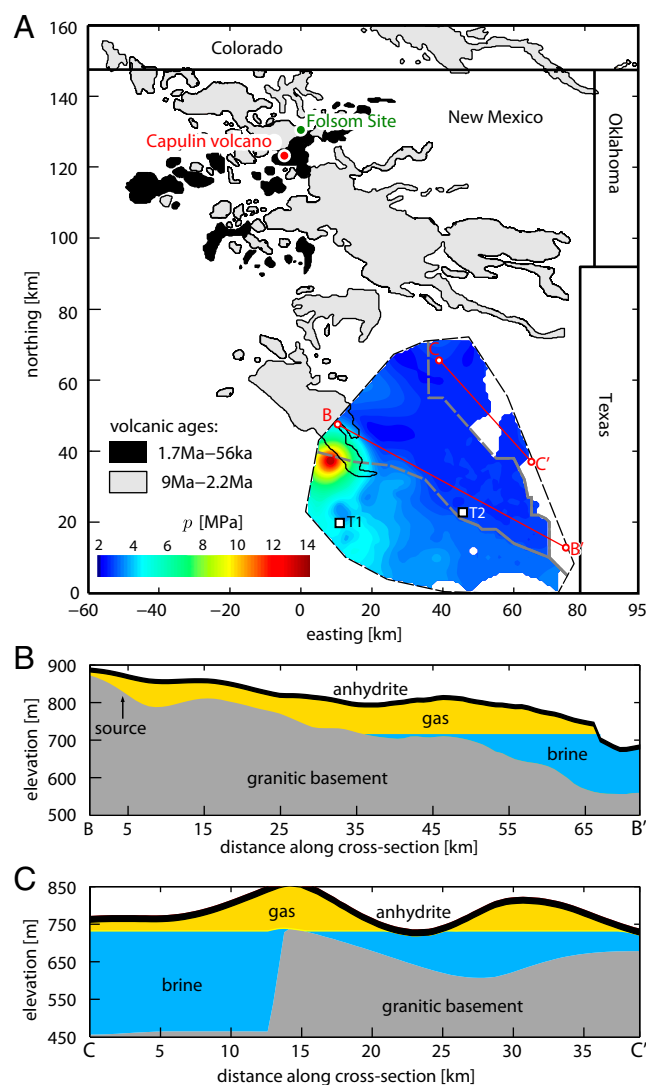 A
160
140
120
100
80
60
40
20
0
northing [km]
Colorado
New Mexico
Oklahoma
Texas
Folsom Site
Capulin volcano
volcanic ages:
1.7Ma–56ka
9Ma–2.2Ma
p [MPa]
2 4 6 8 10 12 14
B
C
C'
B'
T1
T2
−60 −40 −20 0 20 40 60 80 95
easting [km]
B
900
800
700
600
500
elevation [m]
anhydrite
gas
source
brine
granitic basement
B 5 15 25 35 45 55 65 B'
distance along cross-section [km]
C
850
750
650
550
450
elevation [m]
gas
anhydrite
brine
granitic basement
C 5 10 15 20 25 30 35 C'
distance along cross-section [km]